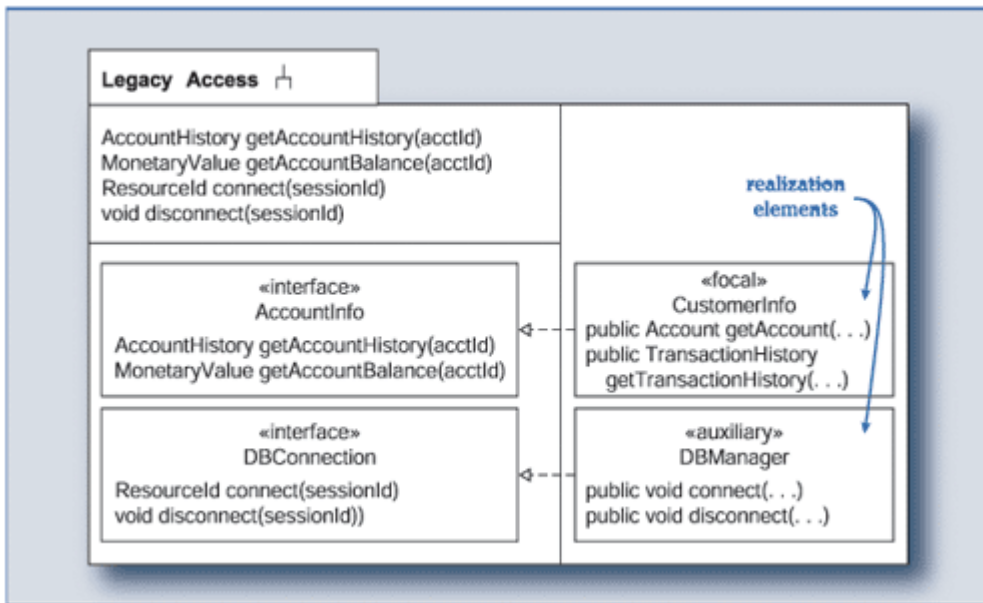 Legacy Access
AccountHistory getAccountHistory(acctId)
MonetaryValue getAccountBalance(acctId)
ResourceId connect(sessionId)
void disconnect(sessionId)
realization
elements
«interface»
AccountInfo
AccountHistory getAccountHistory(acctId)
MonetaryValue getAccountBalance(acctId)
«focal»
CustomerInfo
public Account getAccount(. . .)
public TransactionHistory
getTransactionHistory(. . .)
«interface»
DBConnection
ResourceId connect(sessionId)
void disconnect(sessionId))
«auxiliary»
DBManager
public void connect(. . .)
public void disconnect(. . .)